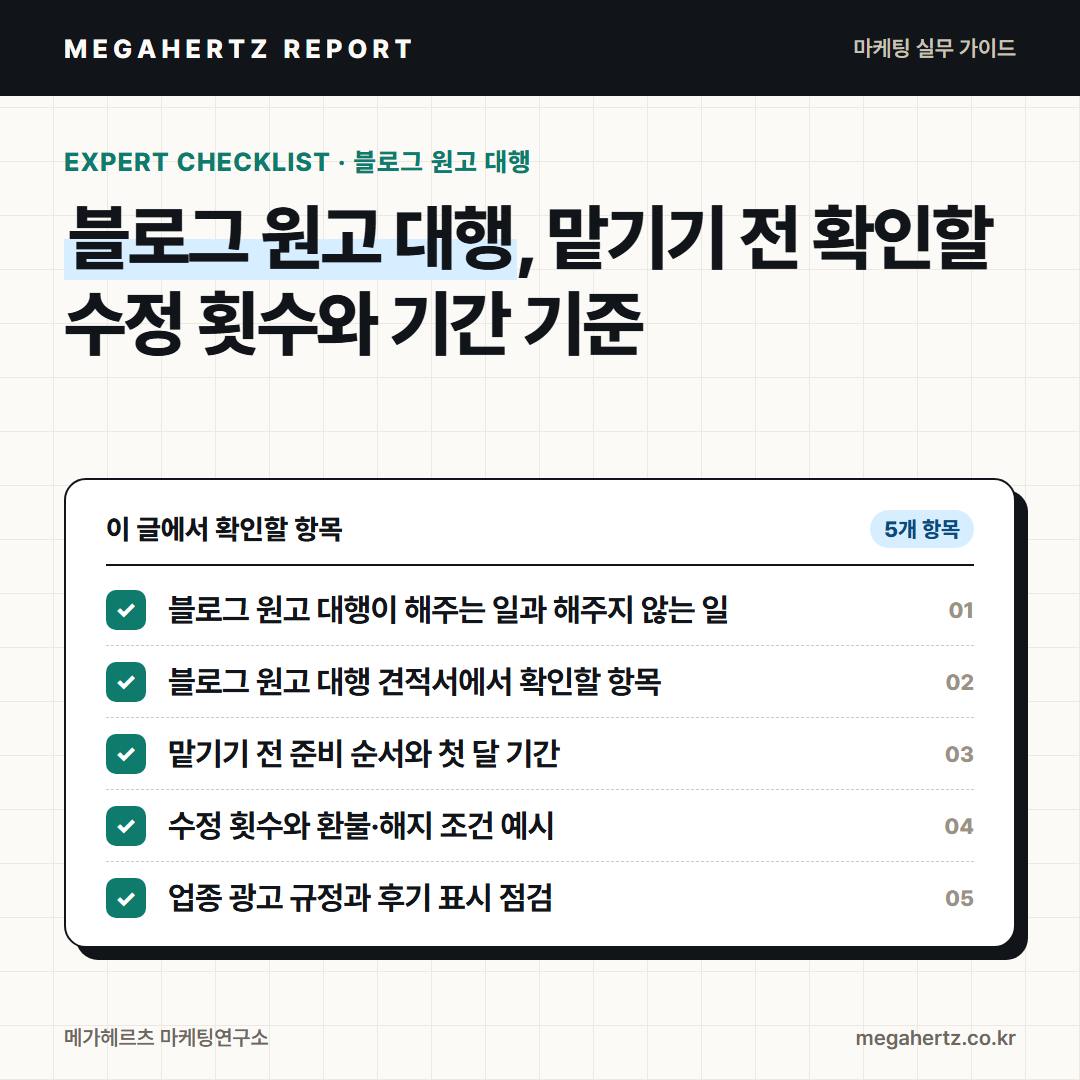 MEGAHERTZ REPORT
마케팅 실무 가이드
EXPERT CHECKLIST · 블로그 원고 대행
블로그 원고 대행, 맡기기 전 확인할
수정 횟수와 기간 기준
이 글에서 확인할 항목
5개 항목
블로그 원고 대행이 해주는 일과 해주지 않는 일
01
블로그 원고 대행 견적서에서 확인할 항목
02
맡기기 전 준비 순서와 첫 달 기간
03
수정 횟수와 환불·해지 조건 예시
04
업종 광고 규정과 후기 표시 점검
05
메가헤르츠 마케팅연구소
megahertz.co.kr